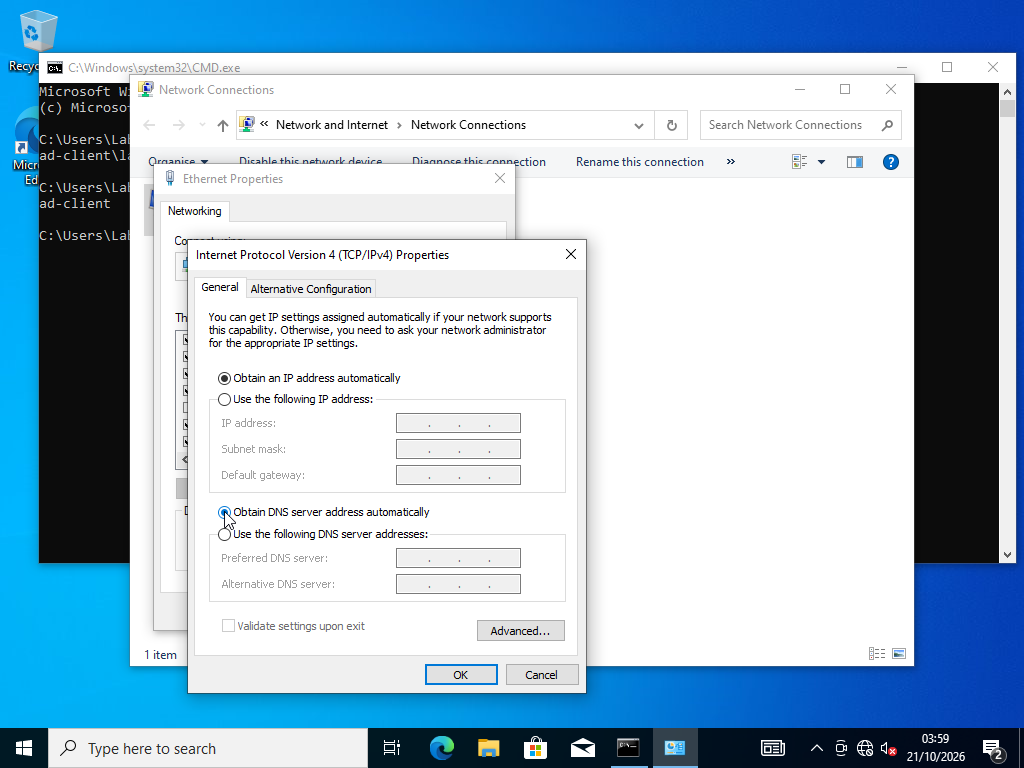 Recyc
C:\Windows\system32\CMD.exe
Microsoft Wi
(c) Microso
C:\Users\Lab
ad-client\la
C:\Users\Lab
ad-client
C:\Users\Lab
Micr
Ed
Network Connections
« Network and Internet › Network Connections
Search Network Connections
Organise
Disable this network device
Diagnose this connection
Rename this connection
»
Ethernet Properties
Networking
Internet Protocol Version 4 (TCP/IPv4) Properties
General
Alternative Configuration
You can get IP settings assigned automatically if your network supports
this capability. Otherwise, you need to ask your network administrator
for the appropriate IP settings.
Obtain an IP address automatically
Use the following IP address:
IP address:
Subnet mask:
Default gateway:
Obtain DNS server address automatically
Use the following DNS server addresses:
Preferred DNS server:
Alternative DNS server:
Validate settings upon exit
Advanced...
OK
Cancel
1 item
Type here to search
03:59
21/10/2026
2